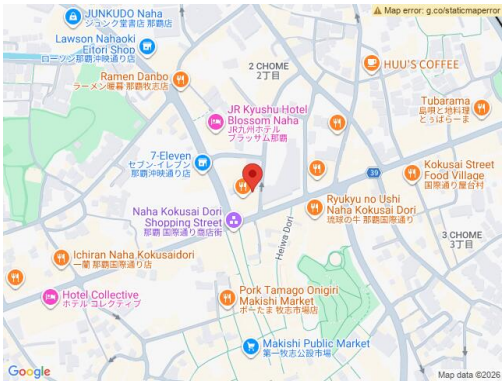 Map error: g.co/staticmaperror
JUNKUDO Naha
ジュンク堂書店 那覇店
Lawson Nahaoki
Eitori Shop
ローソン那覇沖映通り店
2 CHOME
2丁目
HUU'S COFFEE
Ramen Danbo
ラーメン暖暮 那覇牧志店
JR Kyushu Hotel
Blossom Naha
JR九州ホテル
ブラッサム那覇
Tubarama
島唄と地料理
とぅばらーま
7-Eleven
セブン-イレブン
那覇沖映通り店
39
Kokusai Street
Food Village
国際通り屋台村
Naha Kokusai Dori
Shopping Street
那覇 国際通り商店街
Ryukyu no Ushi
Naha Kokusai Dori
琉球の牛 那覇国際通り
Heiwa Dori
3 CHOME
3丁目
Ichiran Naha Kokusaidori
一蘭 那覇国際通り店
Hotel Collective
ホテル コレクティブ
Pork Tamago Onigiri
Makishi Market
ポーたま 牧志市場店
Makishi Public Market
第一牧志公設市場
Google
Map data ©2026